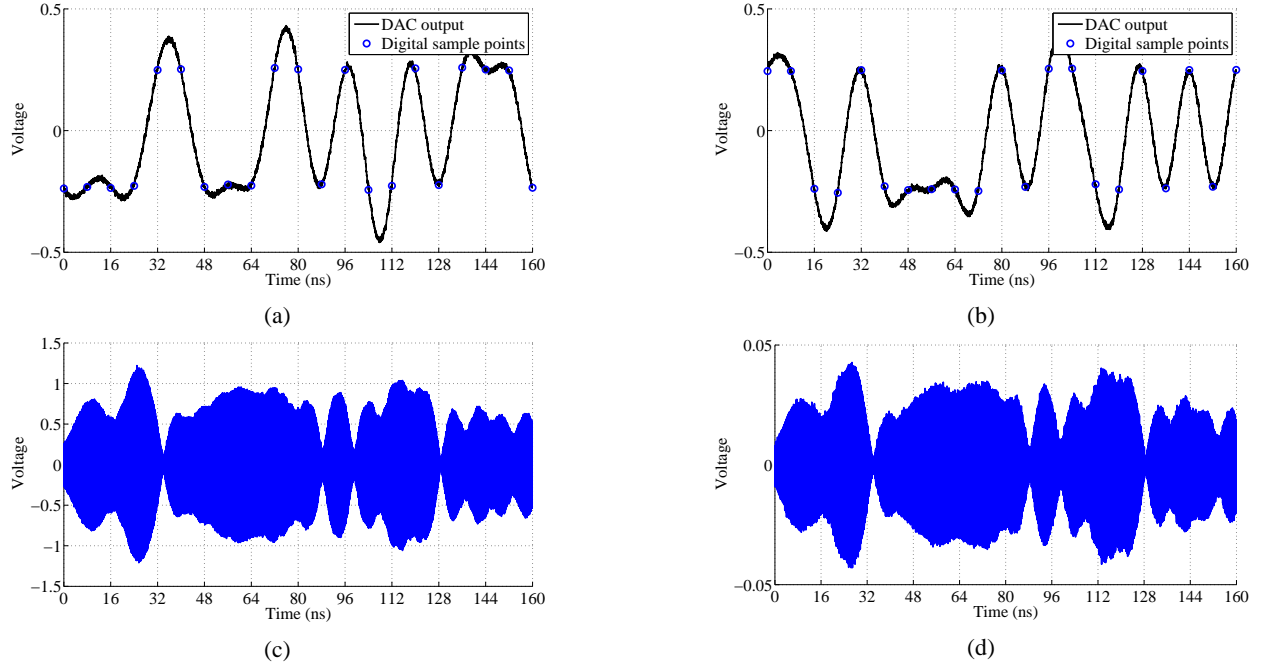 0.5
0
−0.5
Voltage
DAC output
Digital sample points
0 16 32 48 64 80 96 112 128 144 160
Time (ns)
(a)
0.5
0
−0.5
Voltage
DAC output
Digital sample points
0 16 32 48 64 80 96 112 128 144 160
Time (ns)
(b)
1.5
1
0.5
0
−0.5
−1
−1.5
Voltage
0 16 32 48 64 80 96 112 128 144 160
Time (ns)
(c)
0.05
0
−0.05
Voltage
0 16 32 48 64 80 96 112 128 144 160
Time (ns)
(d)